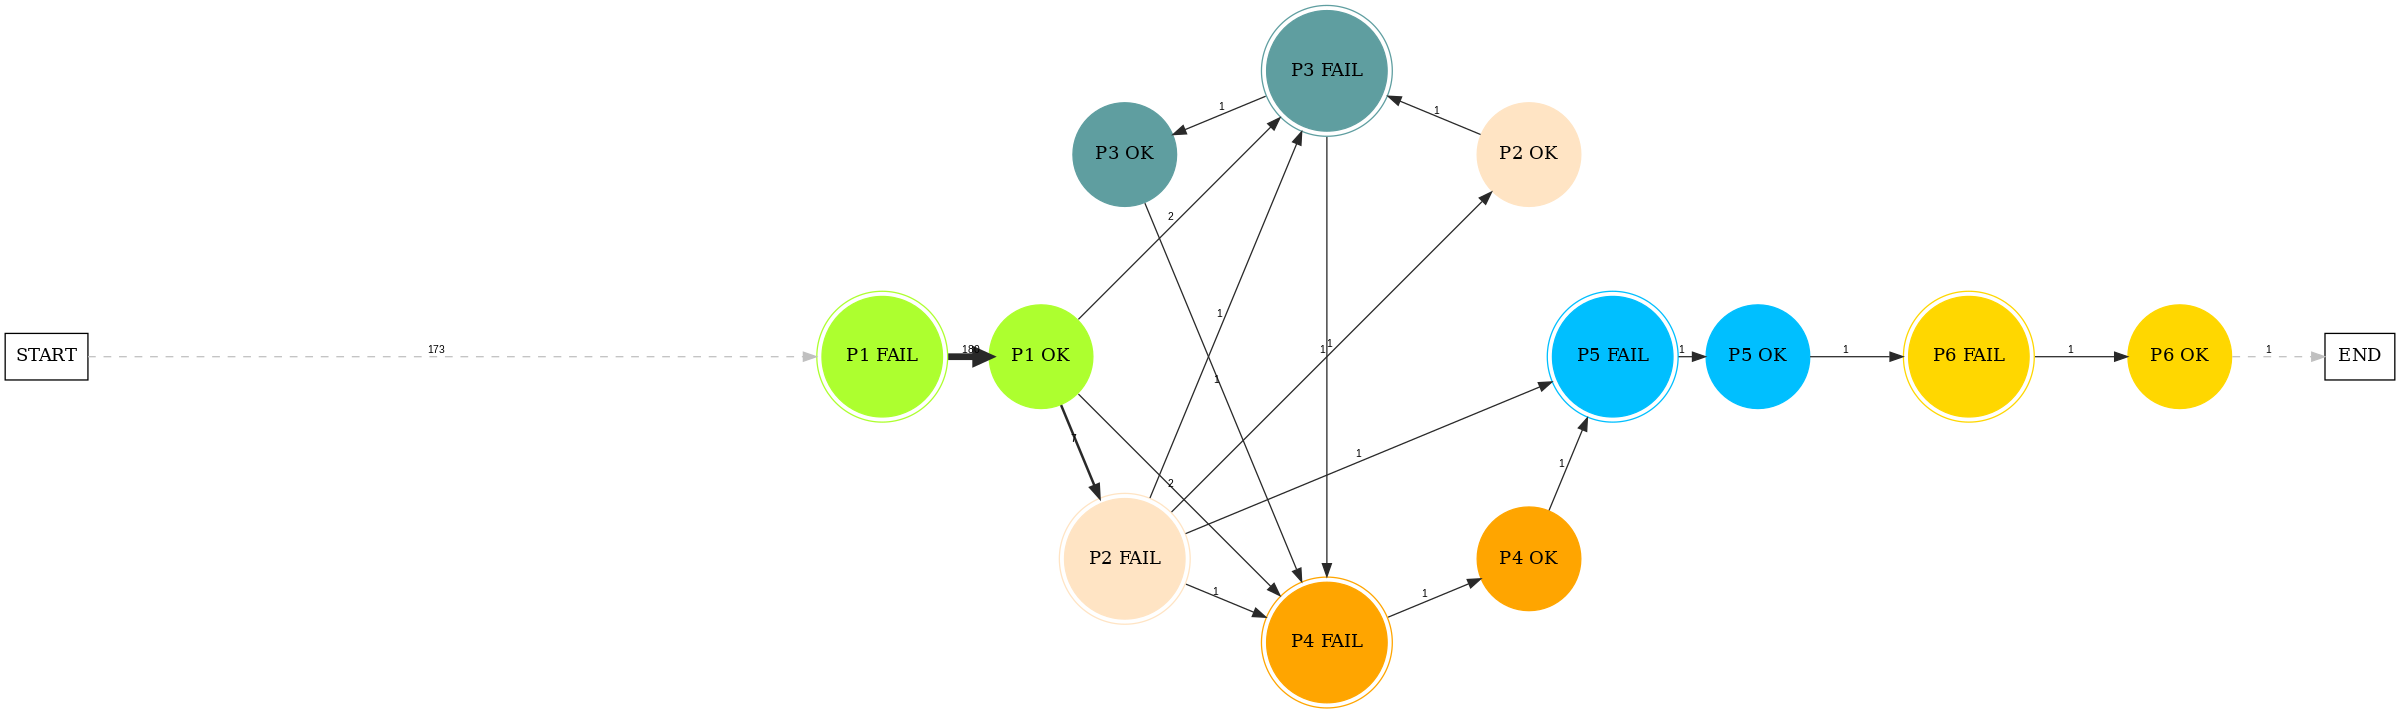 P3 FAIL
1
1
P3 OK
P2 OK
2
1
START
173
P1 FAIL
P1 OK
1
1
P5 FAIL
1
P5 OK
1
P6 FAIL
1
P6 OK
1
END
1
7
1
1
2
P2 FAIL
P4 OK
1
1
P4 FAIL